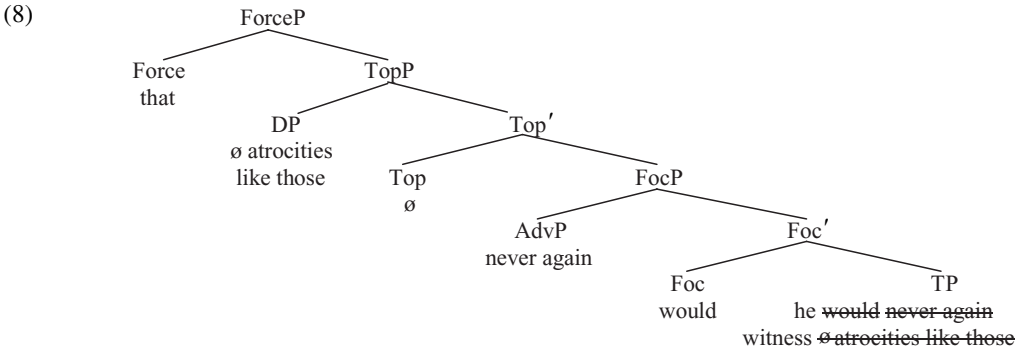 (8)
ForceP
Force TopP
that
DP Top′
ø atrocities
like those Top FocP
ø
AdvP Foc′
never again
Foc TP
would he would never again
witness ø atrocities like those